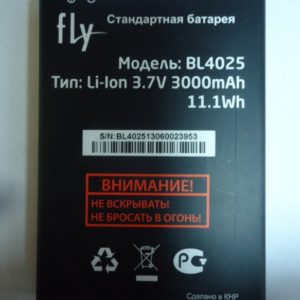 fly
Стандартная батарея
Модель: BL4025
Тип: Li-Ion 3.7V 3000mAh
11.1Wh
S/N:BL402513060023953
ВНИМАНИЕ!
НЕ ВСКРЫВАТЬ!
НЕ БРОСАТЬ В ОГОНЬ!
Сделано в КНР